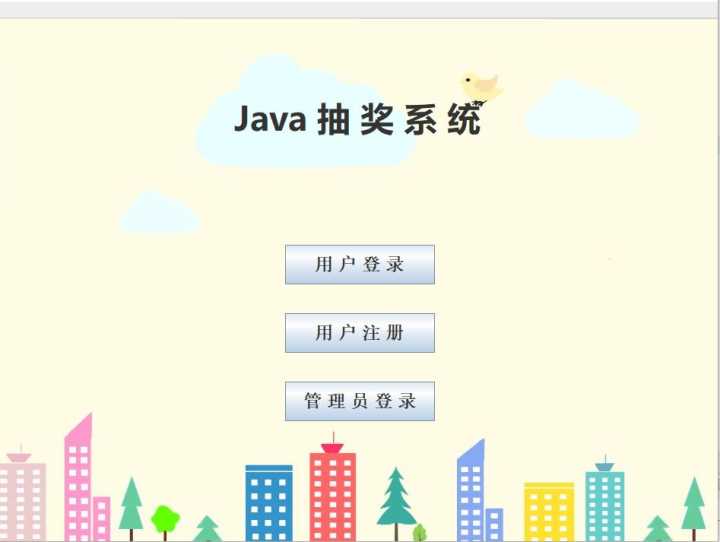 Java 抽 奖 系 统
用 户 登 录
用 户 注 册
管 理 员 登 录